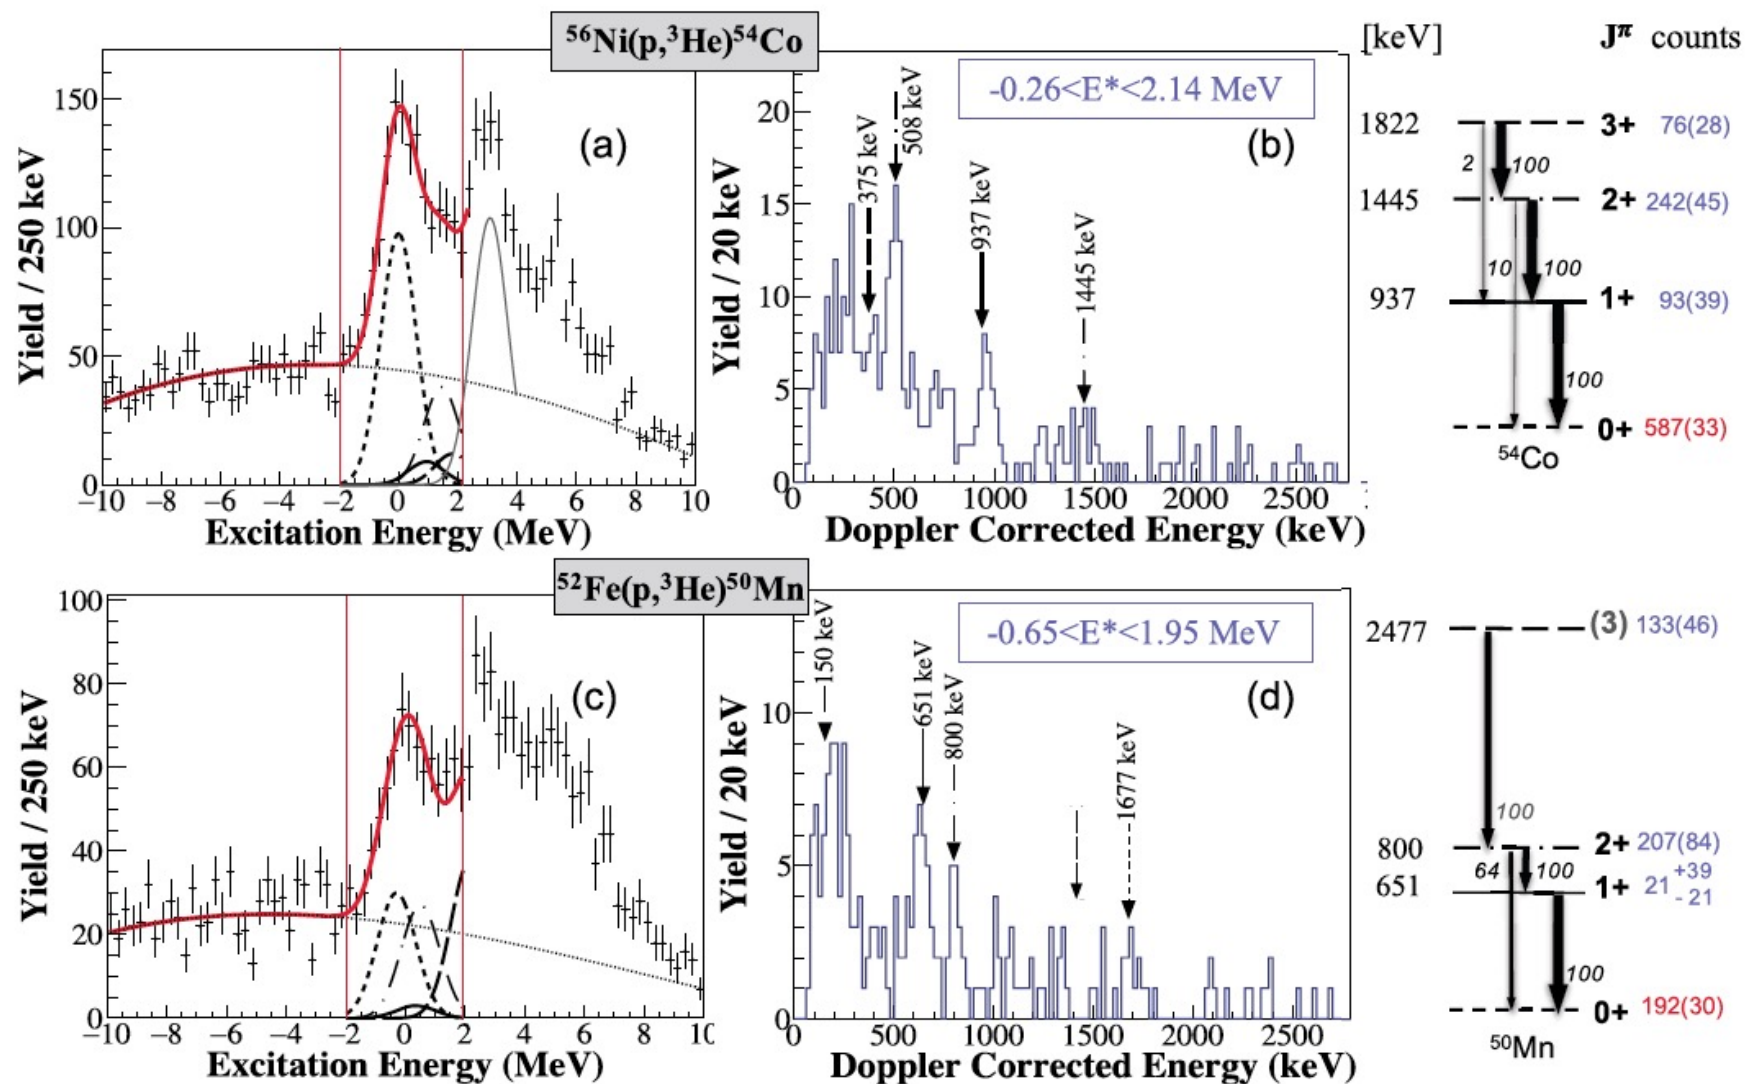 ⁵⁶Ni(p,³He)⁵⁴Co
Yield / 250 keV
150
100
50
0
(a)
−10 −8 −6 −4 −2 0 2 4 6 8 10
Excitation Energy (MeV)
Yield / 20 keV
20
15
10
5
0
375 keV
508 keV
937 keV
1445 keV
-0.26<E*<2.14 MeV
(b)
0 500 1000 1500 2000 2500
Doppler Corrected Energy (keV)
[keV] Jπ counts
1822 3+ 76(28)
2 100
1445 2+ 242(45)
10 100
937 1+ 93(39)
100
0+ 587(33)
⁵⁴Co
⁵²Fe(p,³He)⁵⁰Mn
Yield / 250 keV
100
80
60
40
20
0
(c)
−10 −8 −6 −4 −2 0 2 4 6 8 10
Excitation Energy (MeV)
Yield / 20 keV
10
5
0
150 keV
651 keV
800 keV
1677 keV
-0.65<E*<1.95 MeV
(d)
0 500 1000 1500 2000 2500
Doppler Corrected Energy (keV)
2477 (3) 133(46)
100
800 2+ 207(84)
64 100
651 1+ 21 +39 - 21
100
0+ 192(30)
⁵⁰Mn